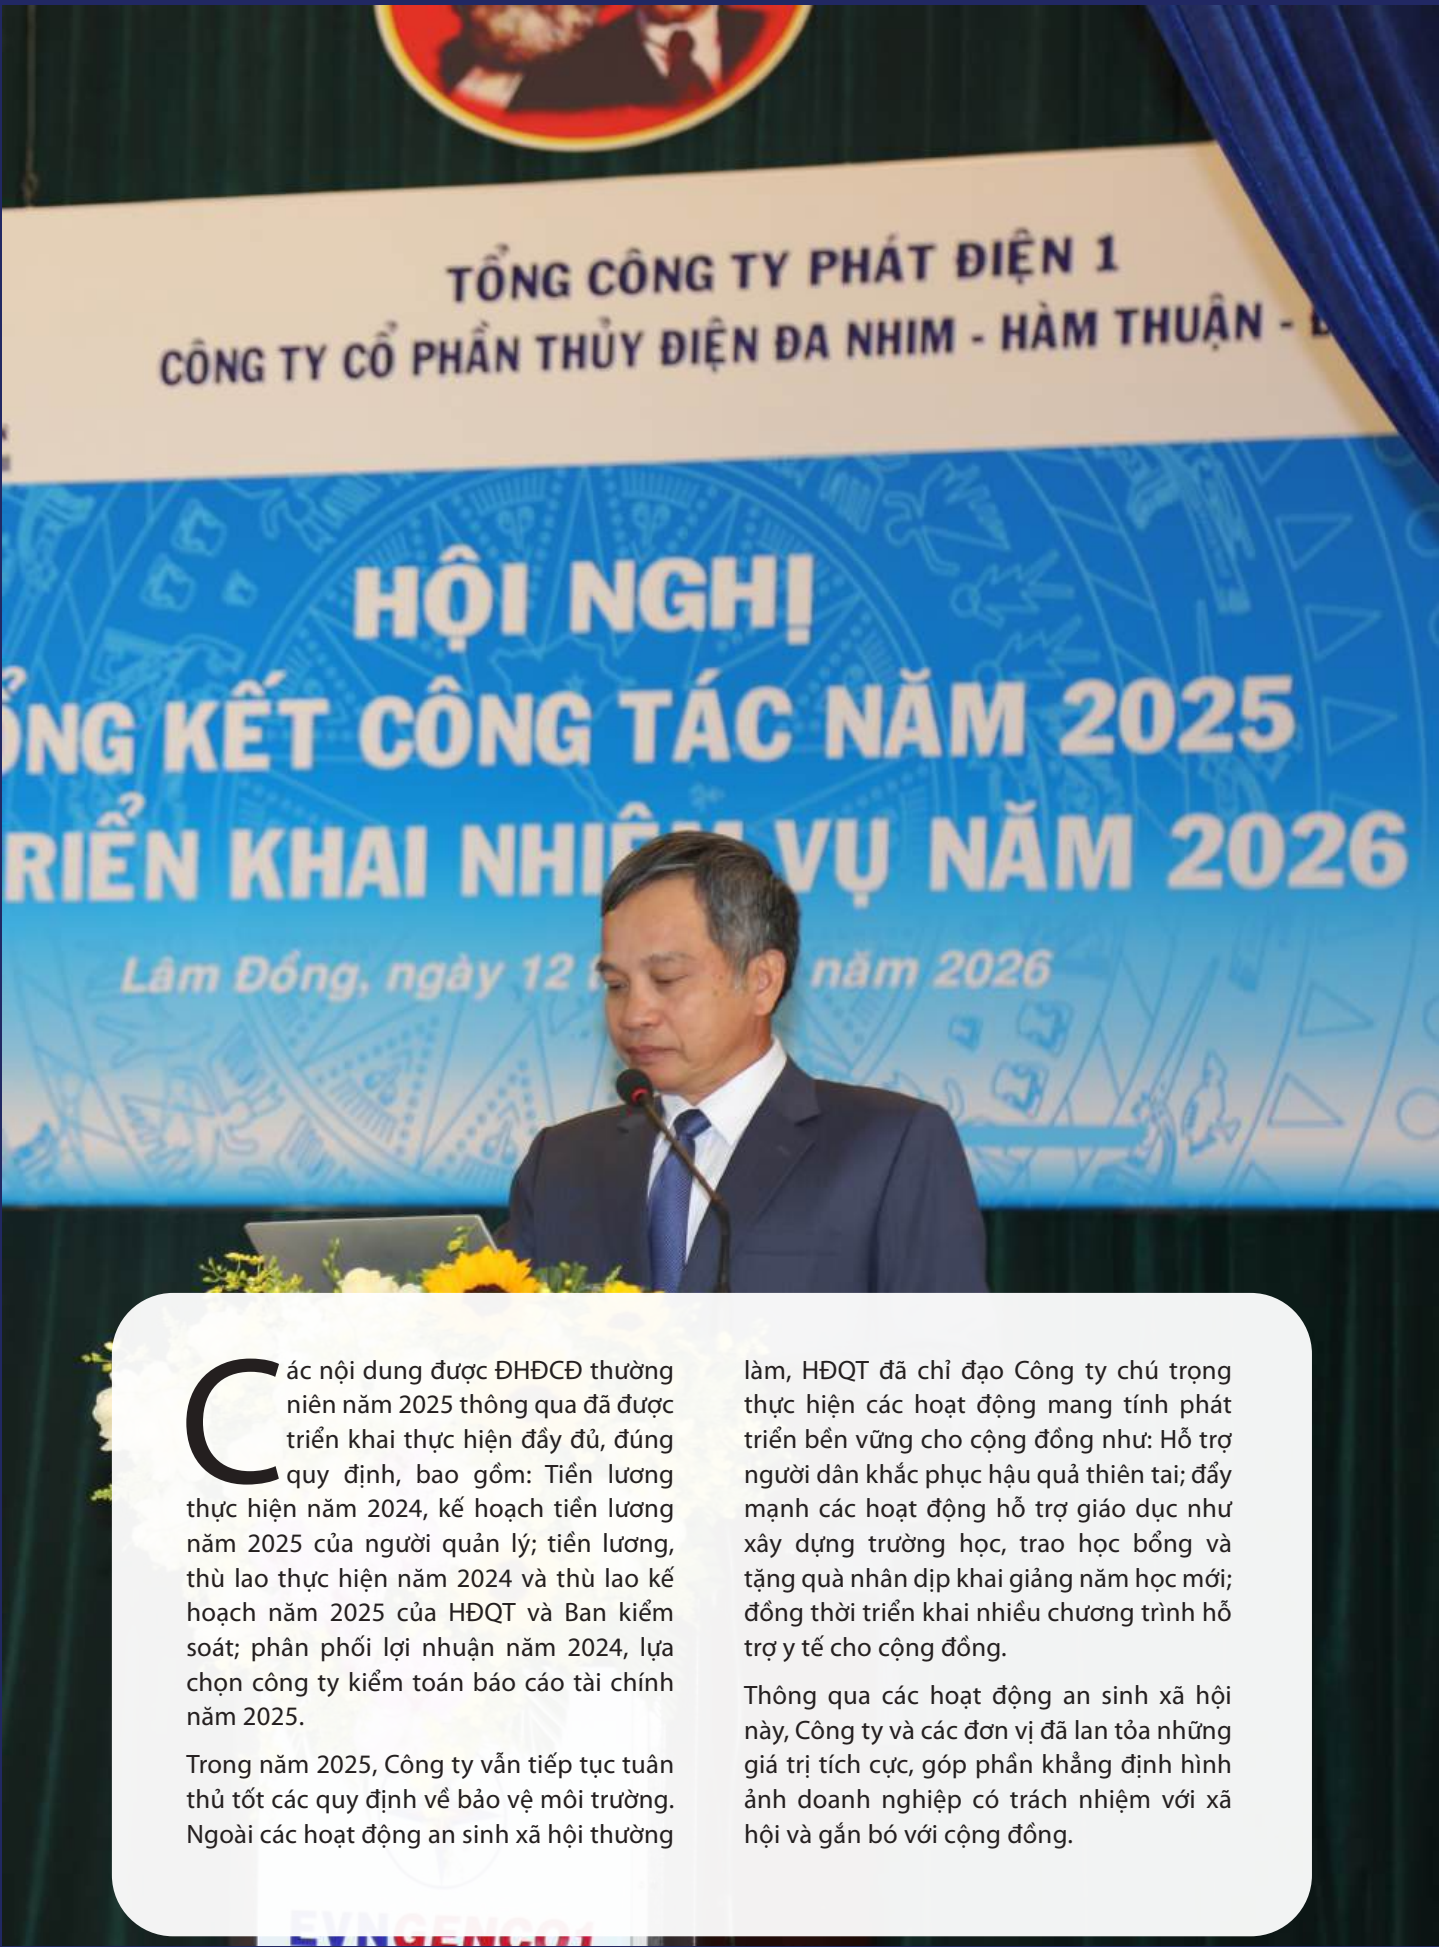 TỔNG CÔNG TY PHÁT ĐIỆN 1
CÔNG TY CỔ PHẦN THỦY ĐIỆN ĐA NHIM - HÀM THUẬN -
HỘI NGHỊ
KẾT CÔNG TÁC NĂM 2025
KHAI VỤ NĂM 2026
Lâm Đồng, ngày 12 năm 2026
Các nội dung được ĐHĐCĐ thường
niên năm 2025 thông qua đã được
triển khai thực hiện đầy đủ, đúng
quy định, bao gồm: Tiền lương
thực hiện năm 2024, kế hoạch tiền lương
năm 2025 của người quản lý; tiền lương,
thù lao thực hiện năm 2024 và thù lao kế
hoạch năm 2025 của HĐQT và Ban kiểm
soát; phân phối lợi nhuận năm 2024, lựa
chọn công ty kiểm toán báo cáo tài chính
năm 2025.
Trong năm 2025, Công ty vẫn tiếp tục tuân
thủ tốt các quy định về bảo vệ môi trường.
Ngoài các hoạt động an sinh xã hội thường
làm, HĐQT đã chỉ đạo Công ty chú trọng
thực hiện các hoạt động mang tính phát
triển bền vững cho cộng đồng như: Hỗ trợ
người dân khắc phục hậu quả thiên tai; đẩy
mạnh các hoạt động hỗ trợ giáo dục như
xây dựng trường học, trao học bổng và
tặng quà nhân dịp khai giảng năm học mới;
đồng thời triển khai nhiều chương trình hỗ
trợ y tế cho cộng đồng.
Thông qua các hoạt động an sinh xã hội
này, Công ty và các đơn vị đã lan tỏa những
giá trị tích cực, góp phần khẳng định hình
ảnh doanh nghiệp có trách nhiệm với xã
hội và gắn bó với cộng đồng.
EVNGENCO1